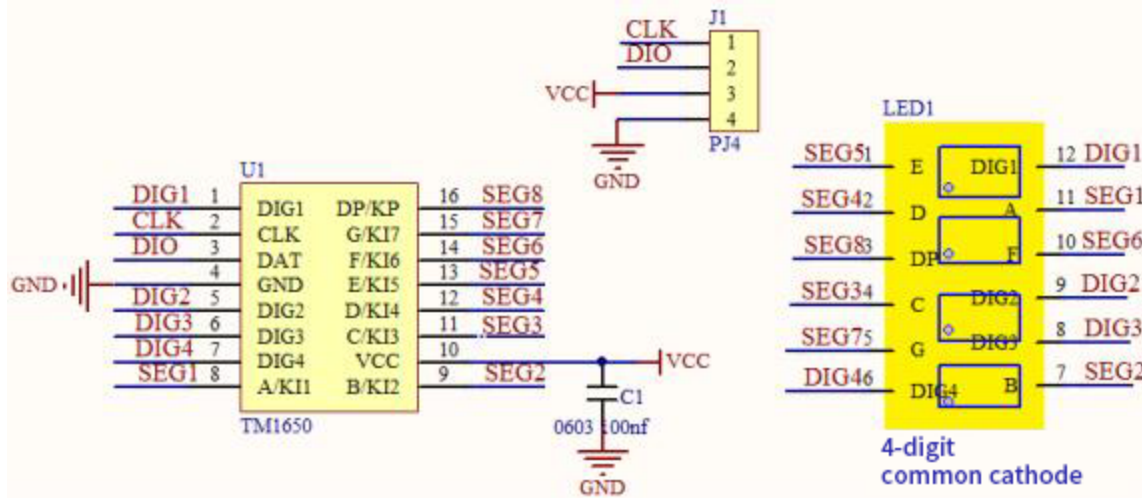 J1
CLK 1
DIO 2
VCC 3
4
GND
PJ4
U1
DIG1 1 DIG1 DP/KP 16 SEG8
CLK 2 CLK G/KI7 15 SEG7
DIO 3 DAT F/KI6 14 SEG6
GND 4 GND E/KI5 13 SEG5
DIG2 5 DIG2 D/KI4 12 SEG4
DIG3 6 DIG3 C/KI3 11 SEG3
DIG4 7 DIG4 VCC 10 VCC
SEG1 8 A/KI1 B/KI2 9 SEG2
TM1650
C1
0603 100nf
GND
LED1
SEG5 1 E DIG1 12 DIG1
SEG4 2 D A 11 SEG1
SEG8 3 DP F 10 SEG6
SEG3 4 C DIG2 9 DIG2
SEG7 5 G DIG3 8 DIG3
DIG4 6 DIG4 B 7 SEG2
4-digit
common cathode